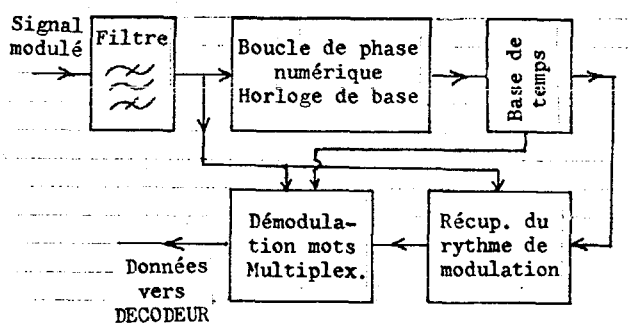 Signal
modulé
Filtre
Boucle de phase
numérique
Horloge de base
Base de
temps
Démodula-
tion mots
Multiplex.
Récup. du
rythme de
modulation
Données
vers
DECODEUR